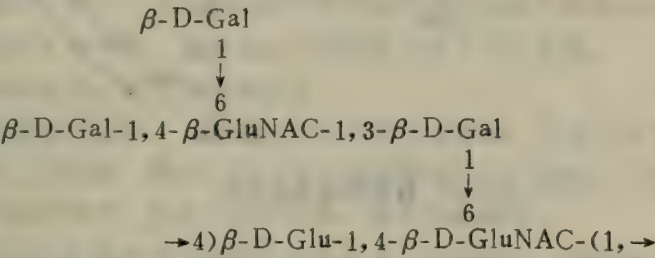 β-D-Gal
1
↓
6
β-D-Gal-1,4-β-GluNAC-1,3-β-D-Gal
1
↓
6
→4)β-D-Glu-1,4-β-D-GluNAC-(1,→